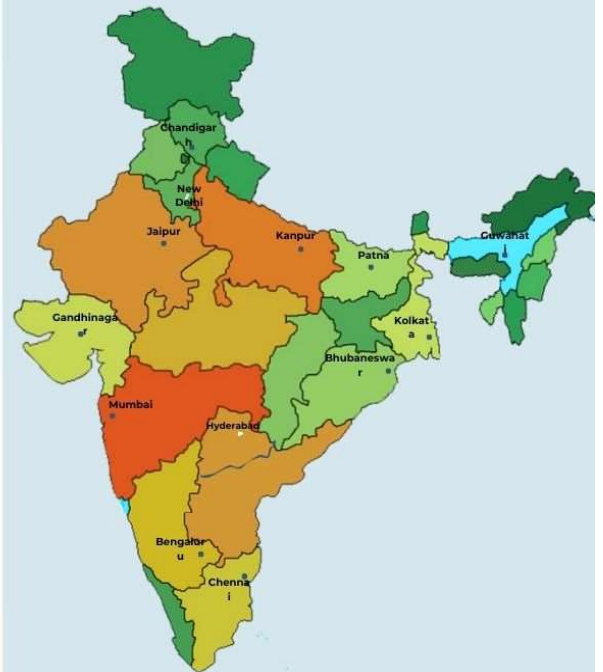 Chandigar
h
New
Delhi
Jaipur
Kanpur
Patna
Guwahat
i
Gandhinaga
r
Kolkat
a
Bhubaneswa
r
Mumbai
Hyderabad
Bengalur
u
Chenna
i